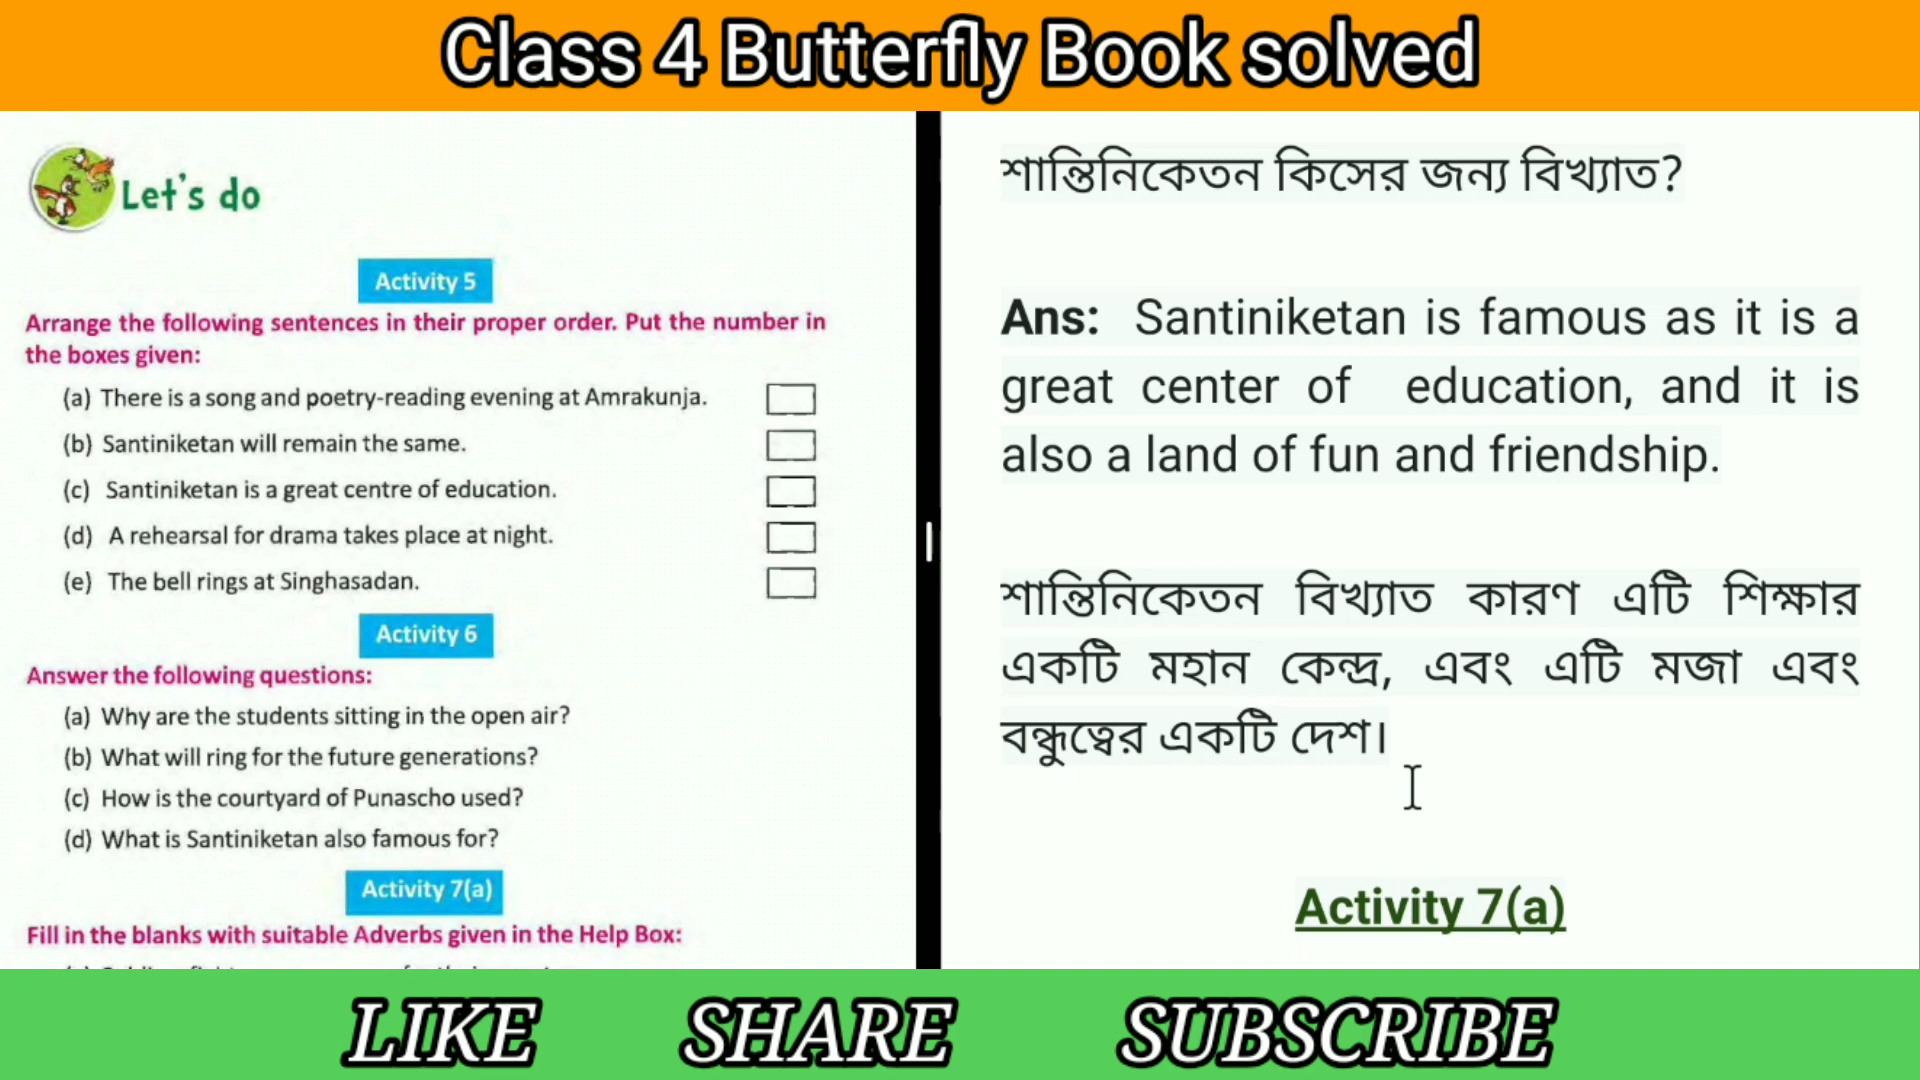 Class 4 Butterfly Book solved
Let's do
Activity 5
Arrange the following sentences in their proper order. Put the number in
the boxes given:
(a) There is a song and poetry-reading evening at Amrakunja.
(b) Santiniketan will remain the same.
(c) Santiniketan is a great centre of education.
(d) A rehearsal for drama takes place at night.
(e) The bell rings at Singhasadan.
Activity 6
Answer the following questions:
(a) Why are the students sitting in the open air?
(b) What will ring for the future generations?
(c) How is the courtyard of Punascho used?
(d) What is Santiniketan also famous for?
Activity 7(a)
Fill in the blanks with suitable Adverbs given in the Help Box:
শান্তিনিকেতন কিসের জন্য বিখ্যাত?
Ans: Santiniketan is famous as it is a
great center of education, and it is
also a land of fun and friendship.
শান্তিনিকেতন বিখ্যাত কারণ এটি শিক্ষার
একটি মহান কেন্দ্র, এবং এটি মজা এবং
বন্ধুত্বের একটি দেশ।
Activity 7(a)
LIKE SHARE SUBSCRIBE